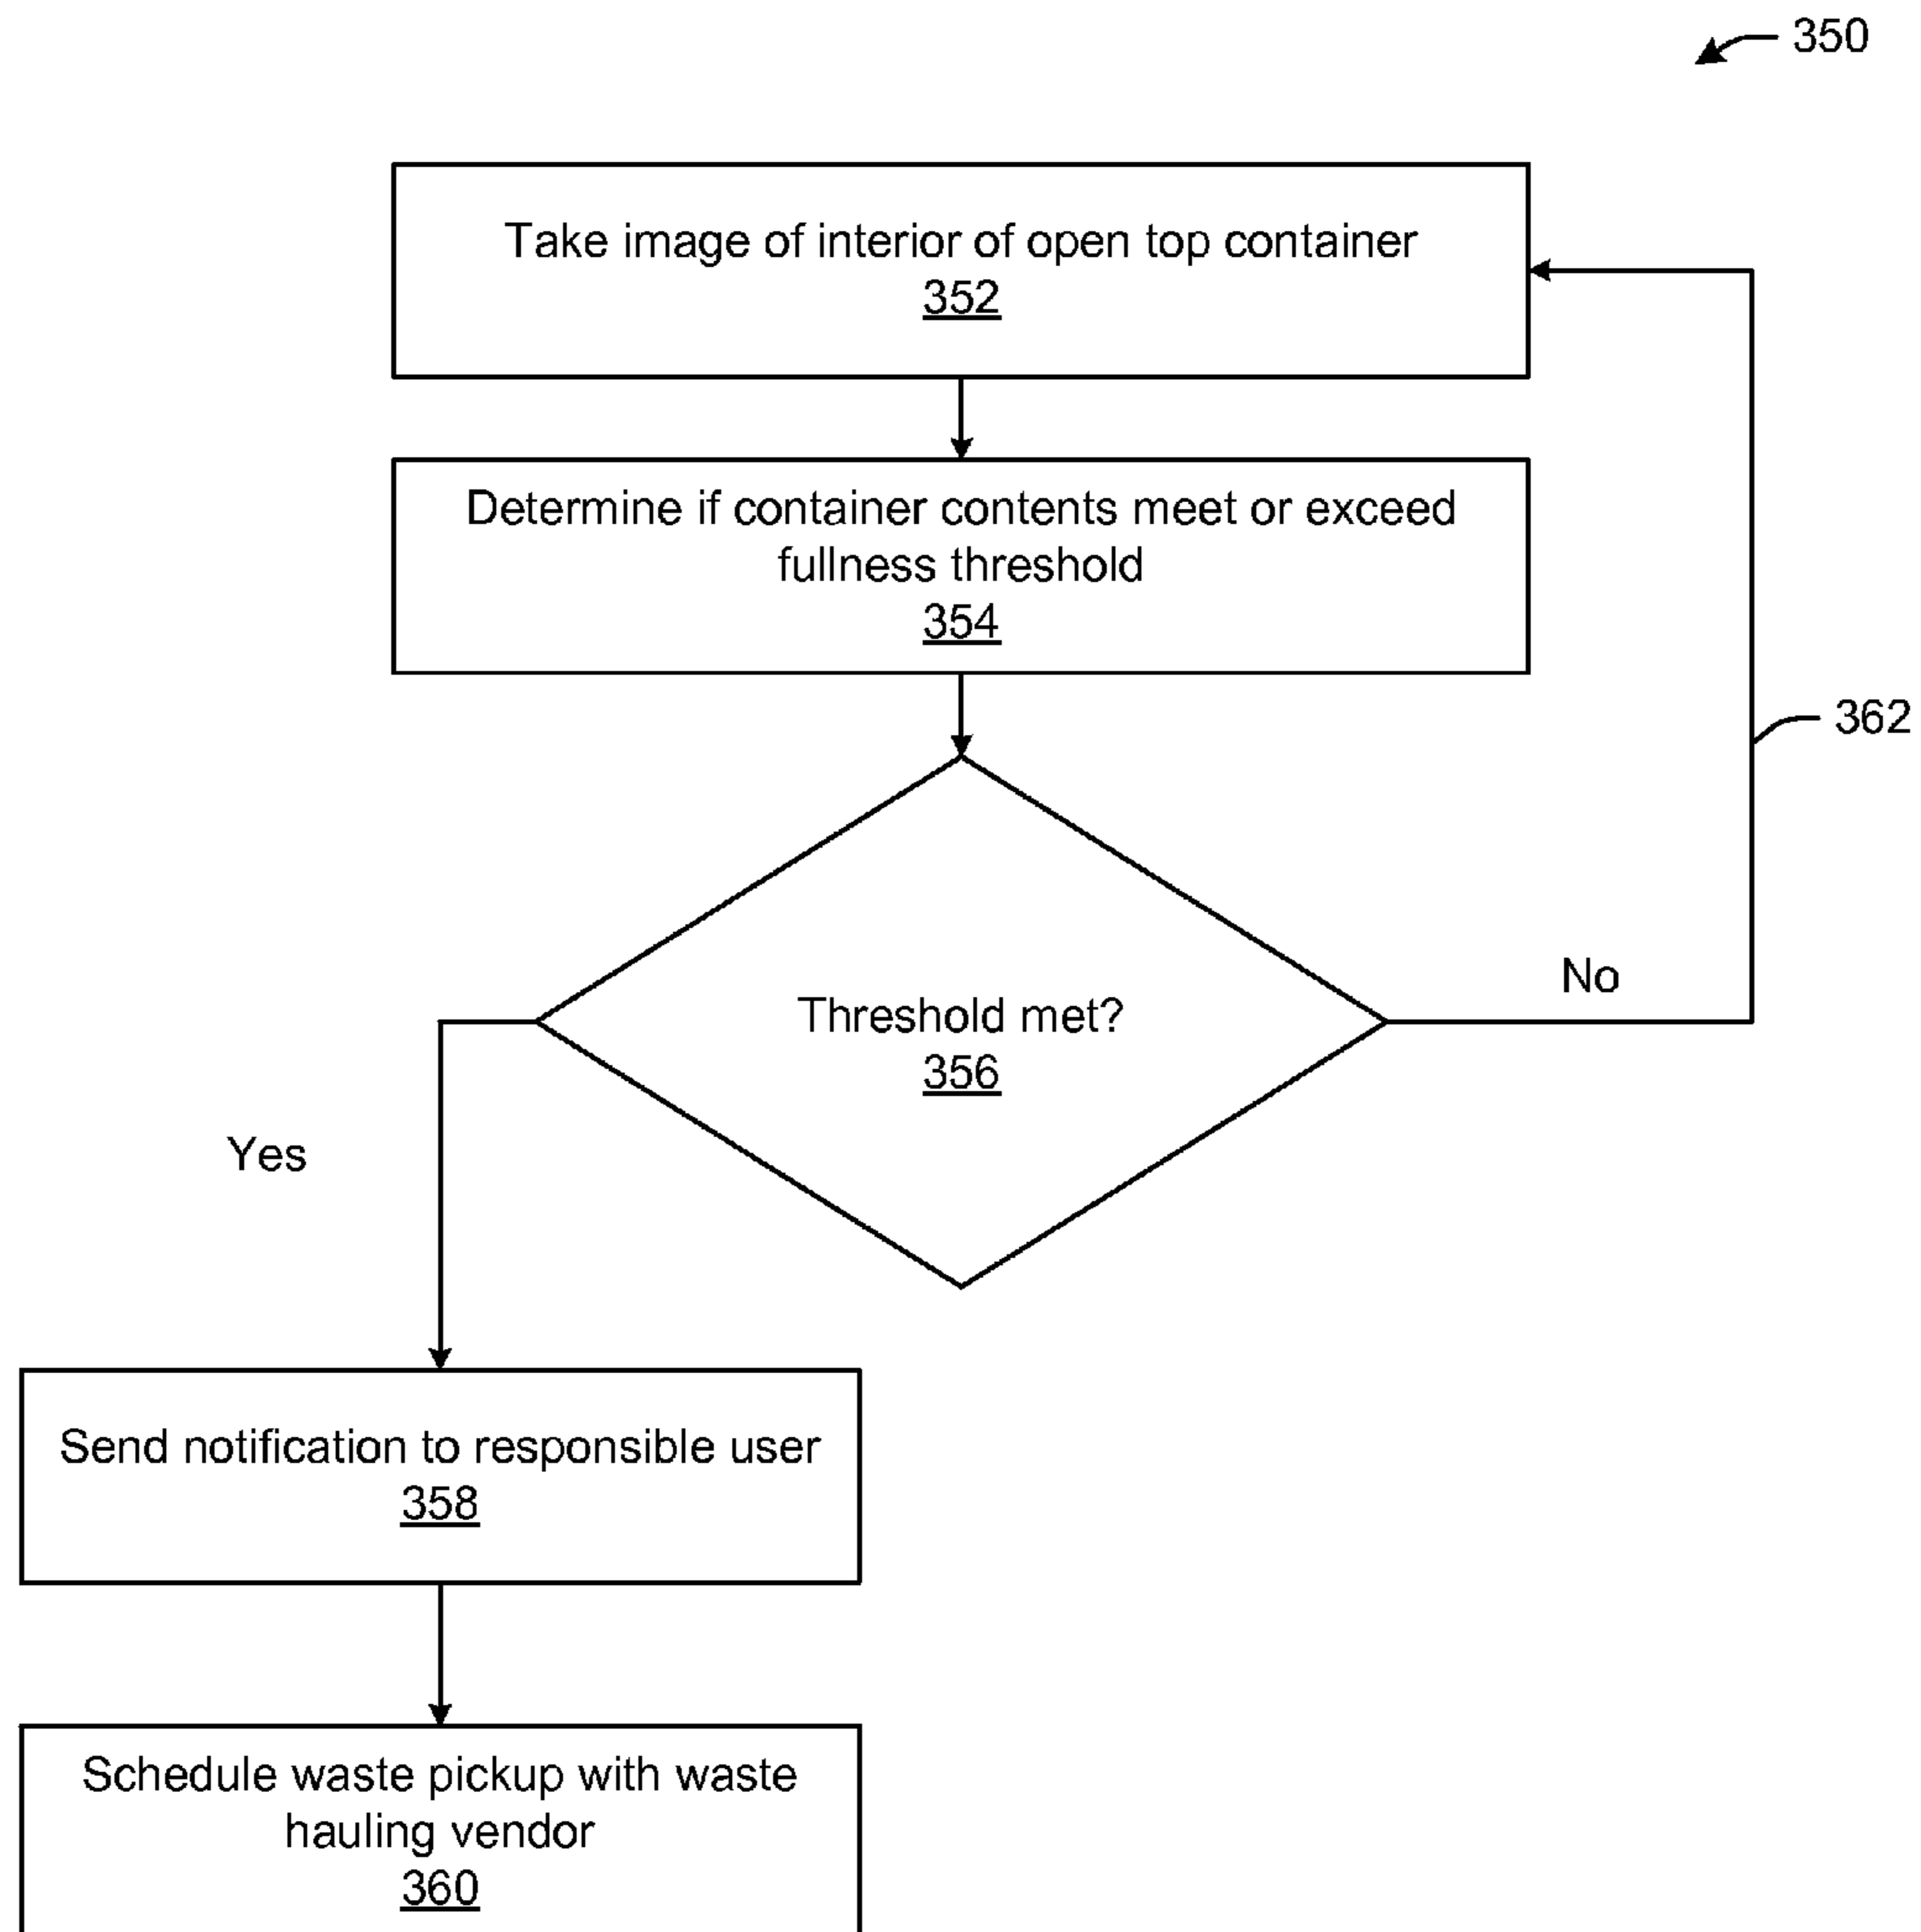 350
Take image of interior of open top container
352
Determine if container contents meet or exceed
fullness threshold
354
362
No
Threshold met?
356
Yes
Send notification to responsible user
358
Schedule waste pickup with waste
hauling vendor
360